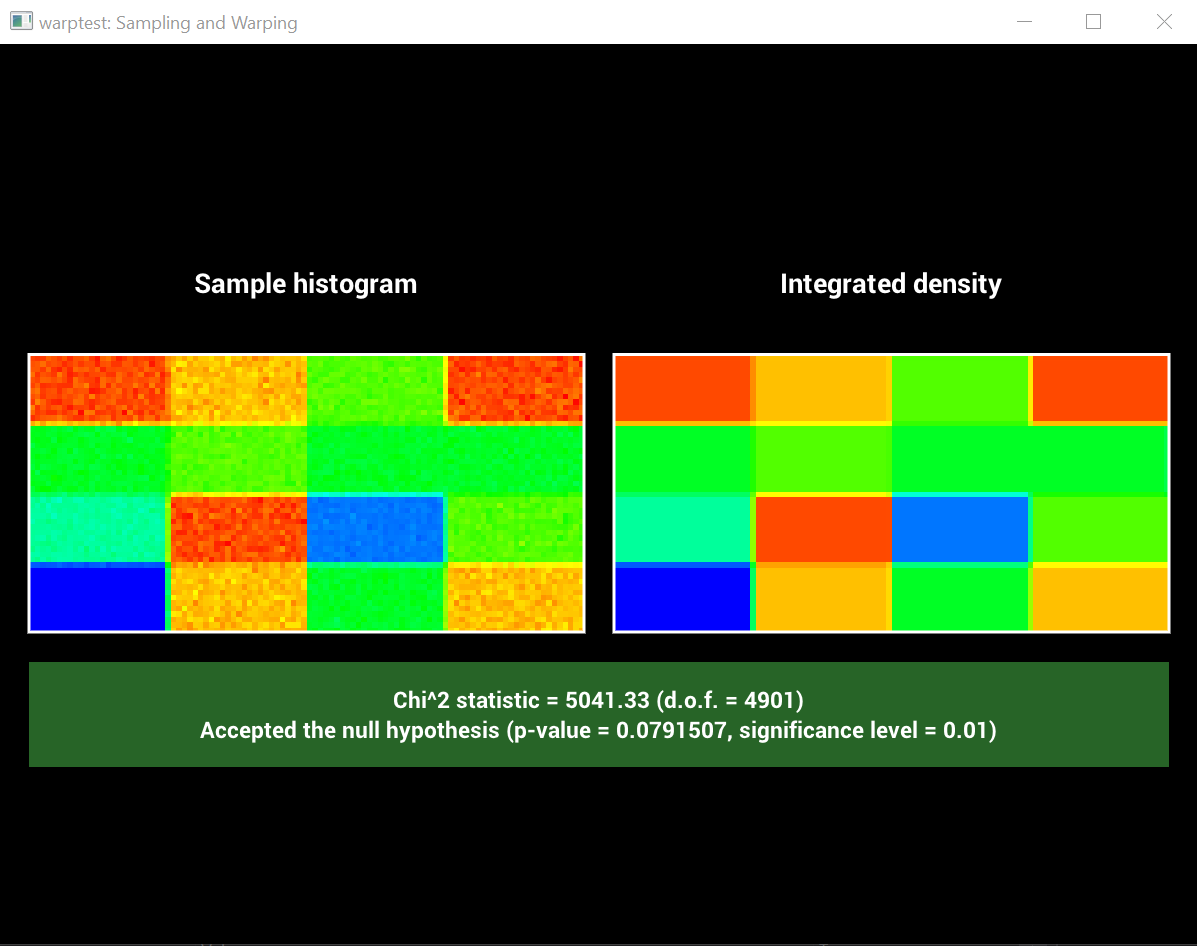 warptest: Sampling and Warping
Sample histogram
Integrated density
Chi^2 statistic = 5041.33 (d.o.f. = 4901)
Accepted the null hypothesis (p-value = 0.0791507, significance level = 0.01)